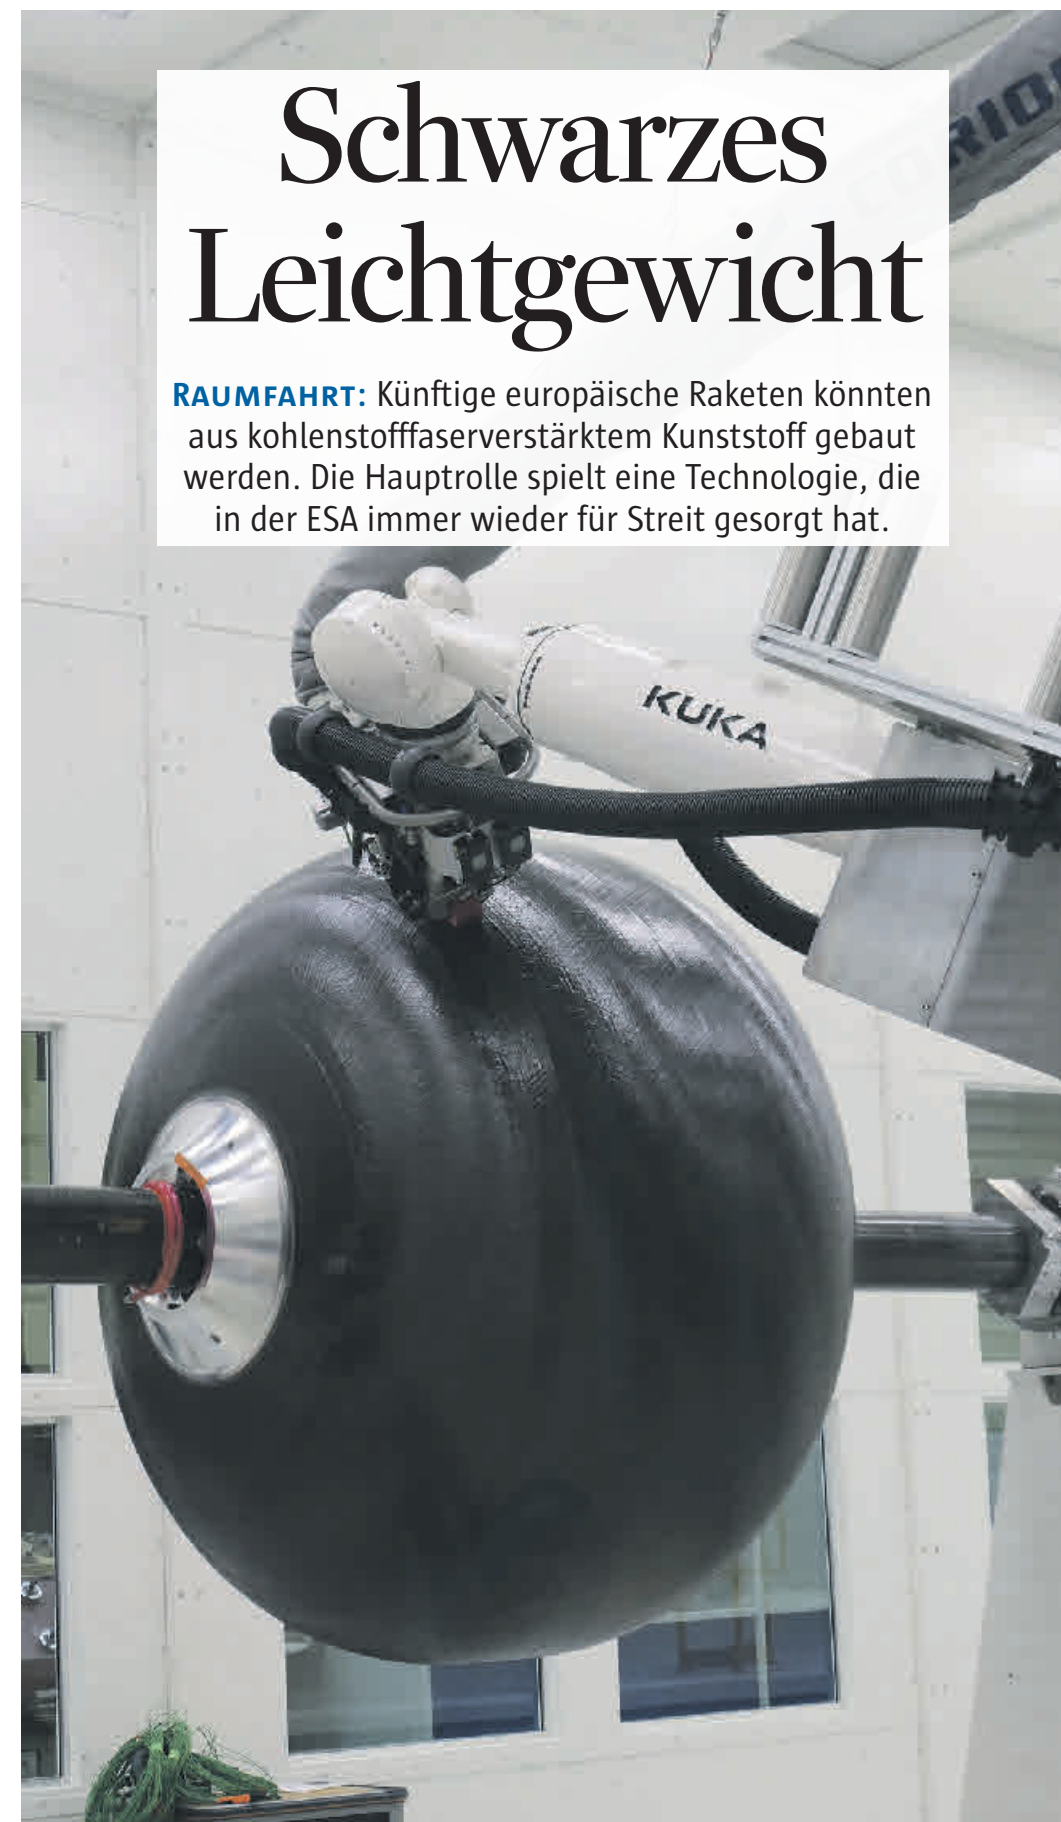 CORIO
Schwarzes
Leichtgewicht
RAUMFAHRT: Künftige europäische Raketen könnten
aus kohlenstofffaserverstärktem Kunststoff gebaut
werden. Die Hauptrolle spielt eine Technologie, die
in der ESA immer wieder für Streit gesorgt hat.
KUKA